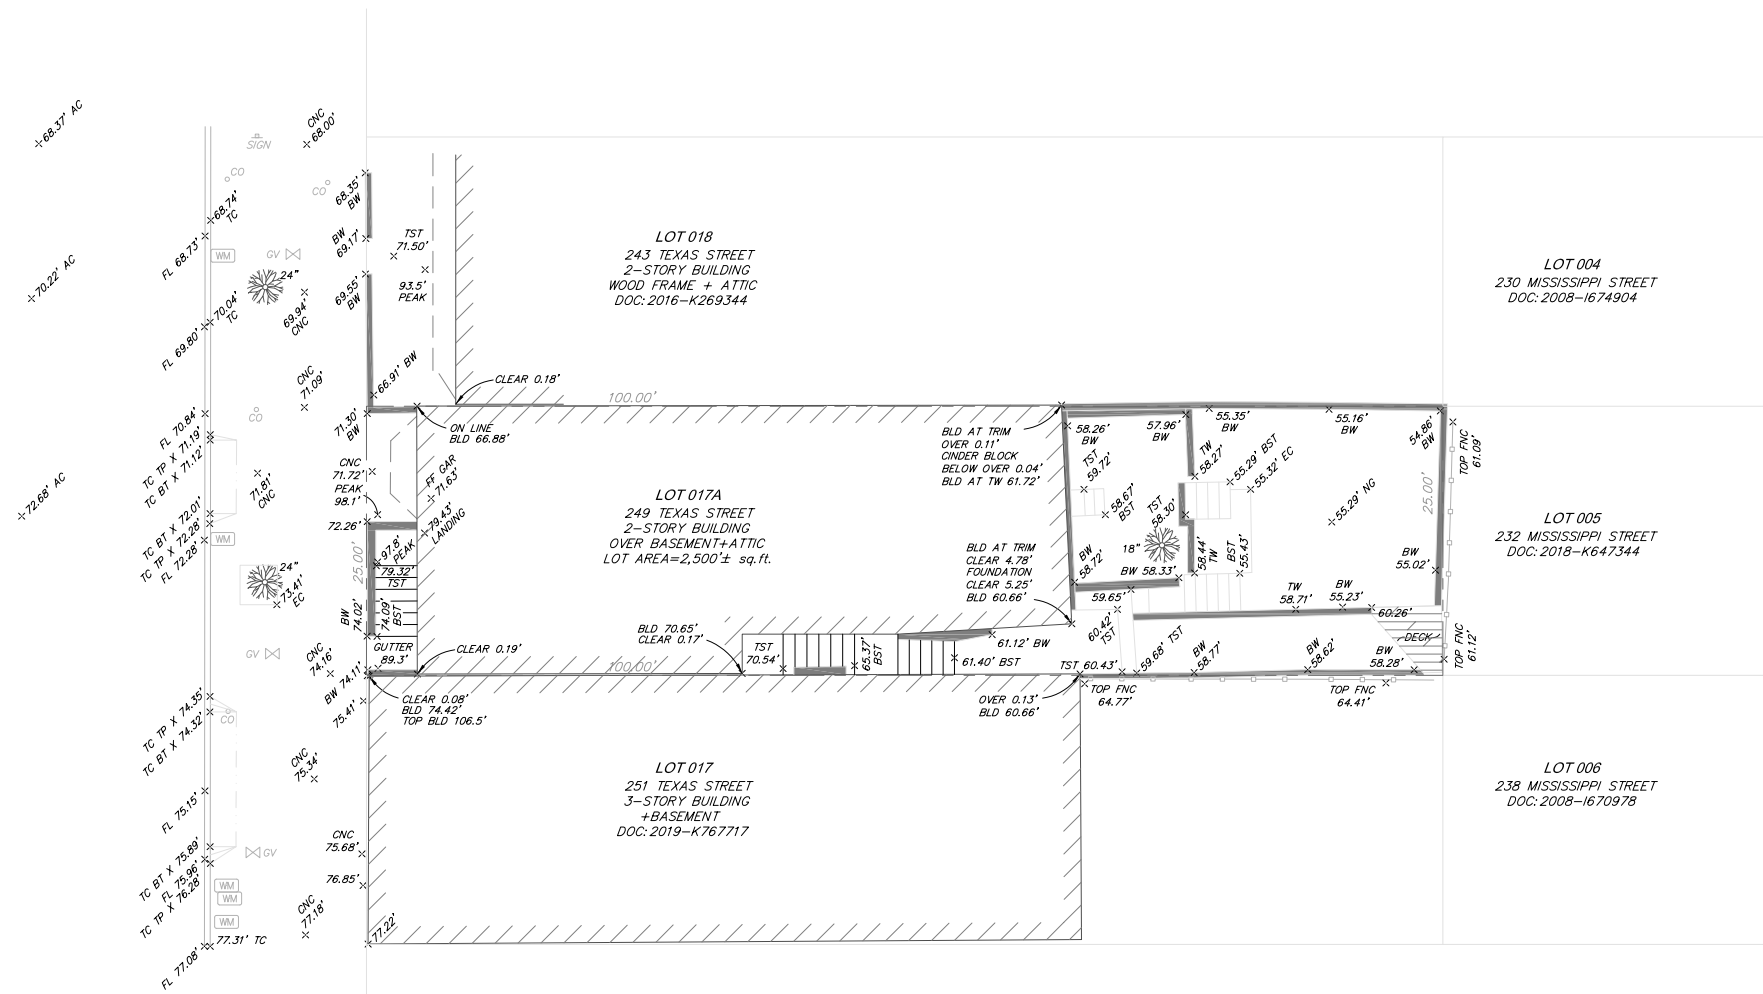 68.37' AC
70.22' AC
72.68' AC
SIGN
CNC
68.00'
CO
CO
68.74'
TC
FL 68.73'
WM
GV
24"
69.94'
CNC
70.04'
TC
FL 69.80'
CNC
71.09'
CO
FL 70.84'
TC TP X 71.19'
TC BT X 71.12'
71.81'
CNC
TC BT X 72.01'
TC TP X 72.28'
FL 72.28'
WM
24"
73.41'
EC
GV
CNC
74.16'
TC TP X 74.35'
TC BT X 74.32'
CO
CNC
75.34'
FL 75.15'
GV
TC BT X 75.89'
FL 75.96'
TC TP X 76.28'
WM
WM
WM
CNC
77.18'
77.31' TC
FL 77.08'
68.35'
BW
BW
69.17'
TST
71.50'
93.5'
PEAK
69.55'
BW
66.91' BW
71.30'
BW
CLEAR 0.18'
100.00'
LOT 018
243 TEXAS STREET
2-STORY BUILDING
WOOD FRAME + ATTIC
DOC: 2016-K269344
ON LINE
BLD 66.88'
CNC
71.72'
PEAK
98.1'
FF GAR
71.63'
79.43'
LANDING
72.26'
25.00'
97.8'
PEAK
79.32'
TST
BW
74.02'
74.09'
BST
GUTTER
89.3'
BW 74.11'
75.41'
CLEAR 0.19'
CLEAR 0.08'
BLD 74.42'
TOP BLD 106.5'
CNC
75.68'
76.85'
77.22'
LOT 017A
249 TEXAS STREET
2-STORY BUILDING
OVER BASEMENT+ATTIC
LOT AREA=2,500'± sq.ft.
BLD 70.65'
CLEAR 0.17'
100.00'
TST
70.54'
65.37'
BST
61.12' BW
61.40' BST
BLD AT TRIM
OVER 0.11'
CINDER BLOCK
BELOW OVER 0.04'
BLD AT TW 61.72'
BLD AT TRIM
CLEAR 4.78'
FOUNDATION
CLEAR 5.25'
BLD 60.66'
OVER 0.13'
BLD 60.66'
58.26'
BW
57.96'
BW
55.35'
BW
55.16'
BW
54.86'
BW
TOP FNC
61.09'
TST
59.72'
TW
58.27'
55.29' BST
55.32' EC
58.67'
BST
TST
58.30'
55.29' NG
25.00'
18"
BW
58.72'
BW 58.33'
58.44'
TW
BST
55.43'
BW
55.02'
59.65'
TW
58.71'
BW
55.23'
60.26'
60.42'
TST
DECK
TOP FNC
61.12'
TST 60.43'
59.68' TST
BW
58.77'
BW
58.62'
BW
58.28'
TOP FNC
64.77'
TOP FNC
64.41'
LOT 017
251 TEXAS STREET
3-STORY BUILDING
+BASEMENT
DOC: 2019-K767717
LOT 004
230 MISSISSIPPI STREET
DOC: 2008-I674904
LOT 005
232 MISSISSIPPI STREET
DOC: 2018-K647344
LOT 006
238 MISSISSIPPI STREET
DOC: 2008-I670978